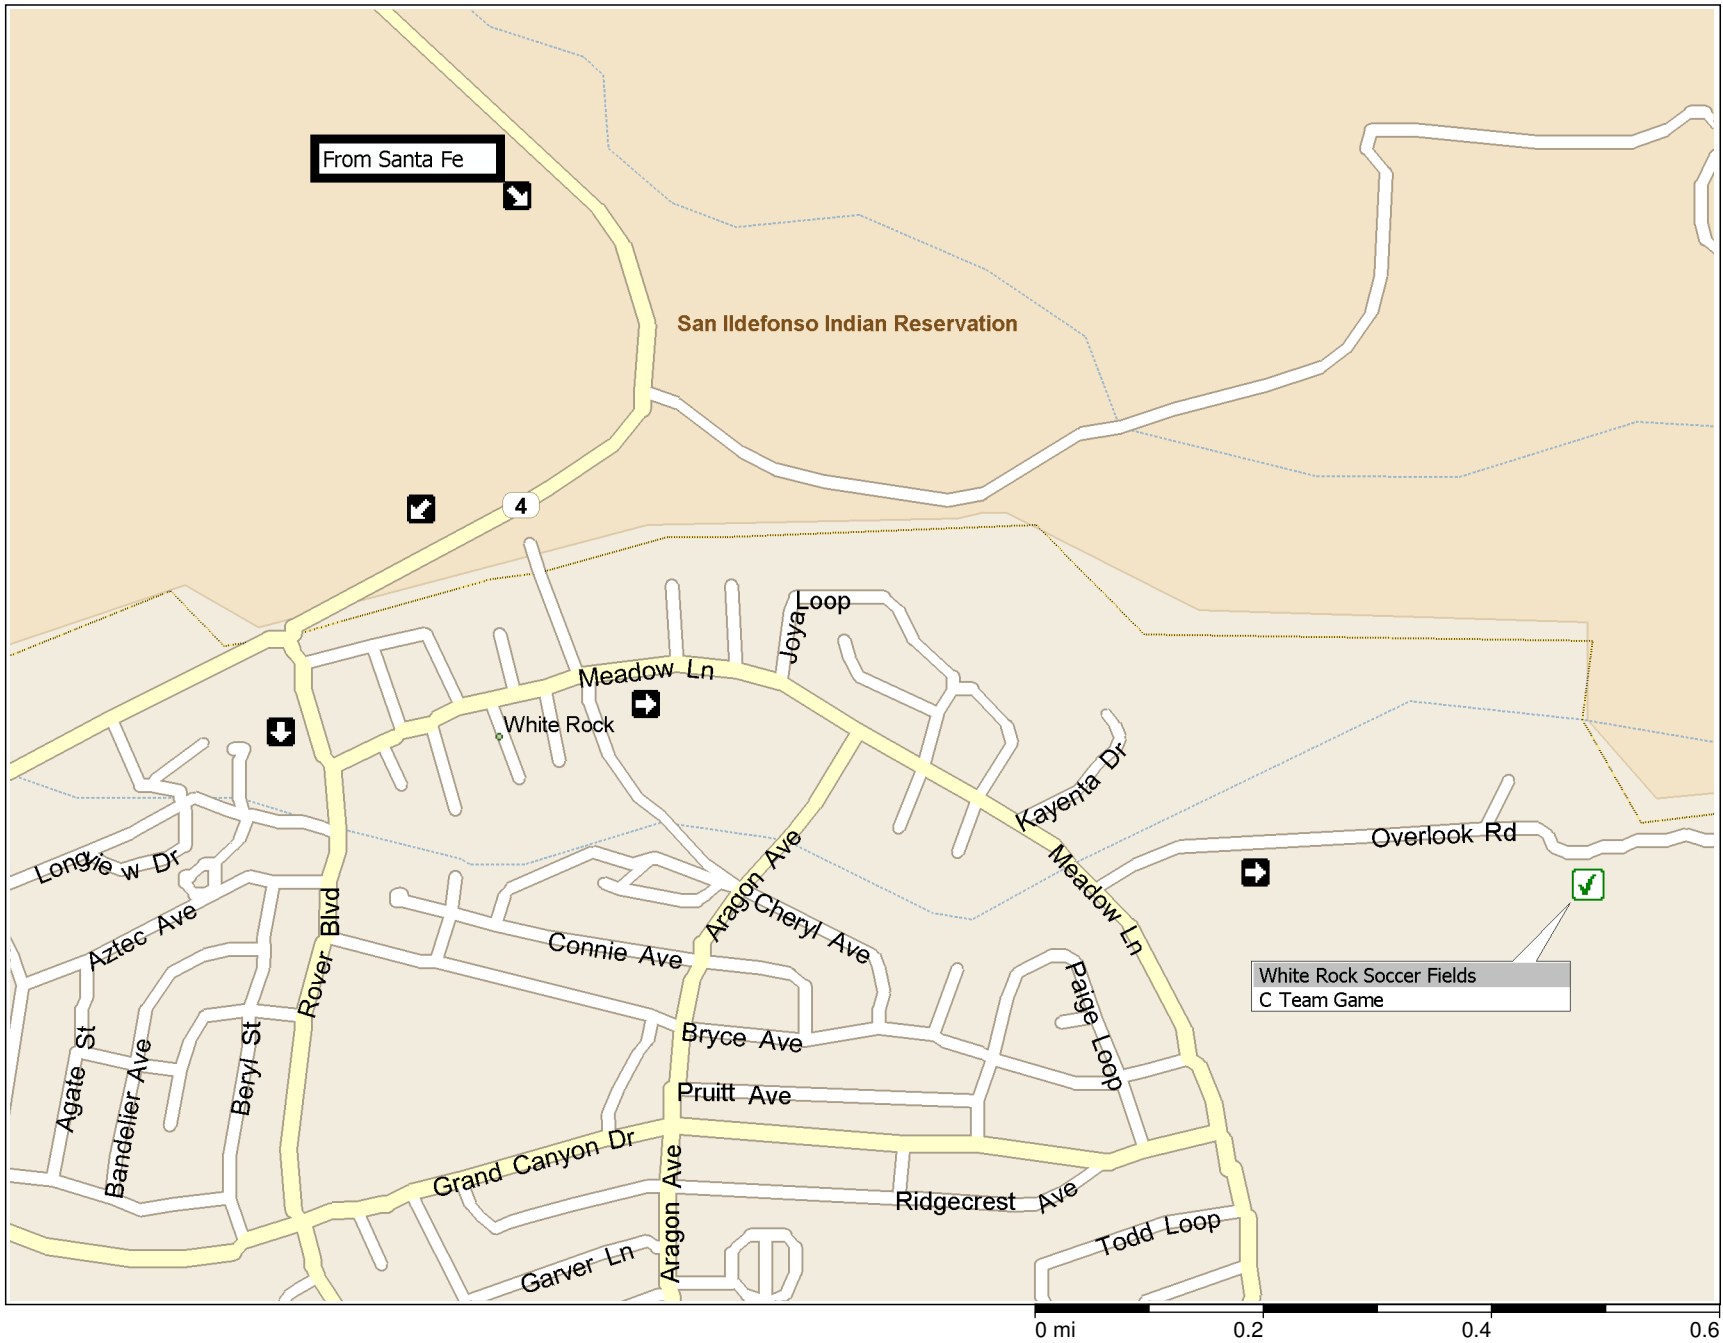 From Santa Fe
San Ildefonso Indian Reservation
4
Loop
Joya
Meadow Ln
White Rock
Kayenta Dr
Overlook Rd
Longvie w Dr
Aragon Ave
Meadow Ln
Rover Blvd
Aztec Ave
Cheryl Ave
Connie Ave
White Rock Soccer Fields
C Team Game
Paige Loop
Bryce Ave
Agate St
Beryl St
Bandelier Ave
Pruitt Ave
Grand Canyon Dr
Aragon Ave
Ridgecrest Ave
Todd Loop
Garver Ln
0 mi 0.2 0.4 0.6